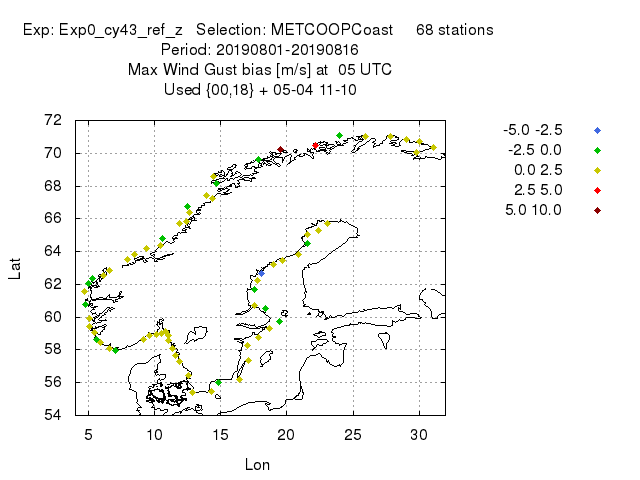 Exp: Exp0_cy43_ref_z   Selection: METCOOPCoast     68 stations
Period: 20190801-20190816
Max Wind Gust bias [m/s] at  05 UTC
Used {00,18} + 05-04 11-10
72
70
68
66
64
62
60
58
56
54
Lat
5 10 15 20 25 30
Lon
-5.0 -2.5
-2.5 0.0
0.0 2.5
2.5 5.0
5.0 10.0